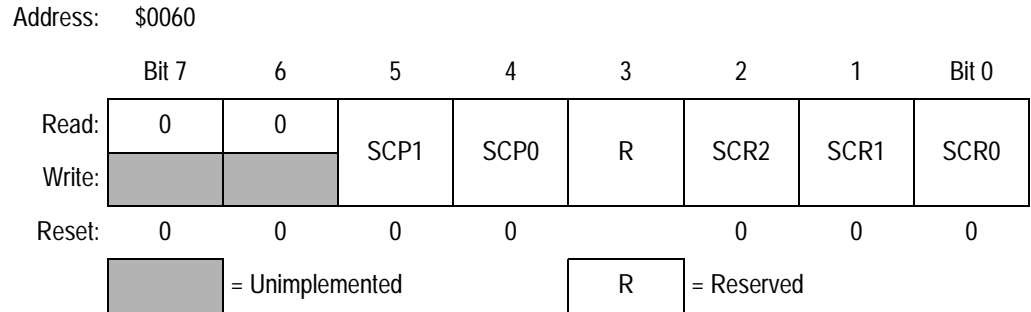 Address: $0060
Bit 7 6 5 4 3 2 1 Bit 0
Read: 0 0 SCP1 SCP0 R SCR2 SCR1 SCR0
Write:
Reset: 0 0 0 0 0 0 0
= Unimplemented R = Reserved